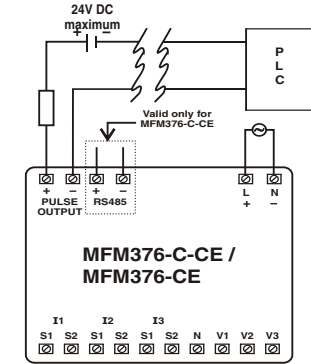 24V DC
maximum
+ −
P
L
C
Valid only for
MFM376-C-CE
+ − + − L N
PULSE
OUTPUT
RS485
+ −
MFM376-C-CE /
MFM376-CE
I1 I2 I3
S1 S2 S1 S2 S1 S2 N V1 V2 V3